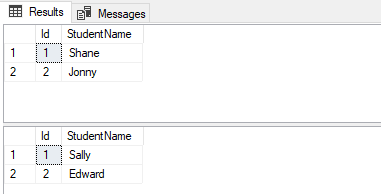 Results Messages
Id StudentName
1 1 Shane
2 2 Jonny
Id StudentName
1 1 Sally
2 2 Edward